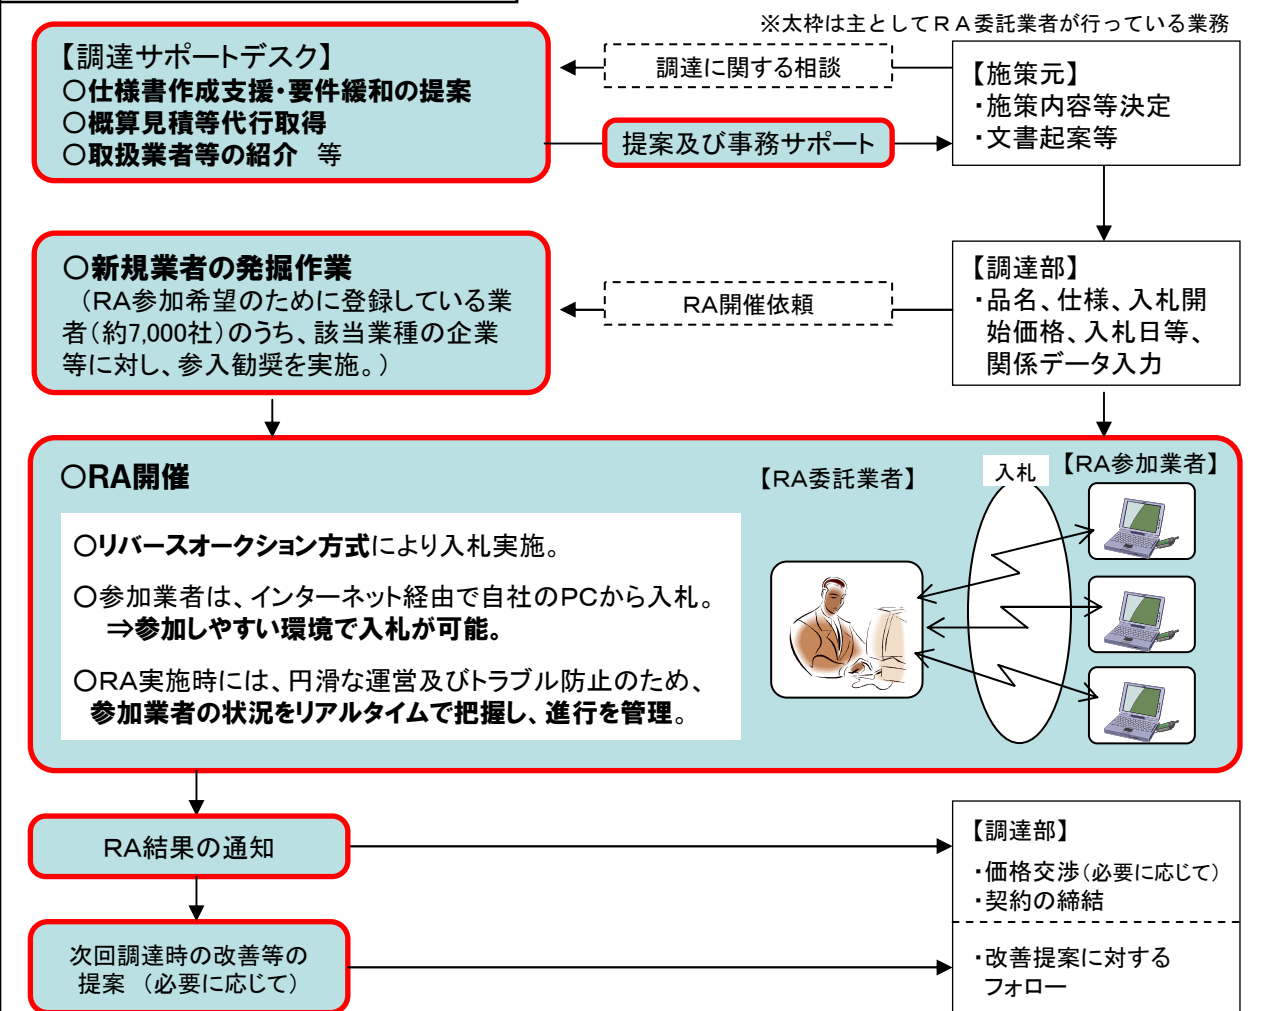 ※太枠は主としてＲＡ委託業者が行っている業務
【調達サポートデスク】
○仕様書作成支援・要件緩和の提案
○概算見積等代行取得
○取扱業者等の紹介　等
調達に関する相談
提案及び事務サポート
【施策元】
・施策内容等決定
・文書起案等
○新規業者の発掘作業
（ＲＡ参加希望のために登録している業
者（約7,000社）のうち、該当業種の企業
等に対し、参入勧奨を実施。）
ＲＡ開催依頼
【調達部】
・品名、仕様、入札開
始価格、入札日等、
関係データ入力
○RA開催
○リバースオークション方式により入札実施。
○参加業者は、インターネット経由で自社のＰＣから入札。
⇒参加しやすい環境で入札が可能。
○ＲＡ実施時には、円滑な運営及びトラブル防止のため、
参加業者の状況をリアルタイムで把握し、進行を管理。
【ＲＡ委託業者】
入札
【ＲＡ参加業者】
ＲＡ結果の通知
【調達部】
・価格交渉（必要に応じて）
・契約の締結
次回調達時の改善等の
提案　（必要に応じて）
・改善提案に対する
フォロー